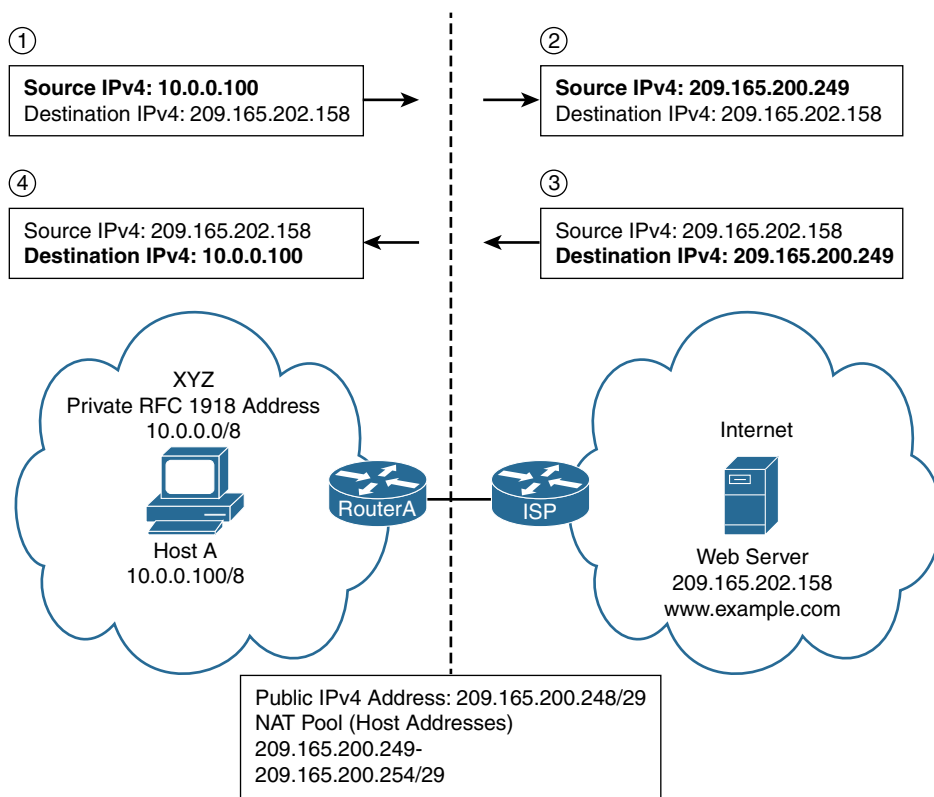 ①
Source IPv4: 10.0.0.100
Destination IPv4: 209.165.202.158
②
Source IPv4: 209.165.200.249
Destination IPv4: 209.165.202.158
④
Source IPv4: 209.165.202.158
Destination IPv4: 10.0.0.100
③
Source IPv4: 209.165.202.158
Destination IPv4: 209.165.200.249
XYZ
Private RFC 1918 Address
10.0.0.0/8
Host A
10.0.0.100/8
RouterA
ISP
Internet
Web Server
209.165.202.158
www.example.com
Public IPv4 Address: 209.165.200.248/29
NAT Pool (Host Addresses)
209.165.200.249-
209.165.200.254/29